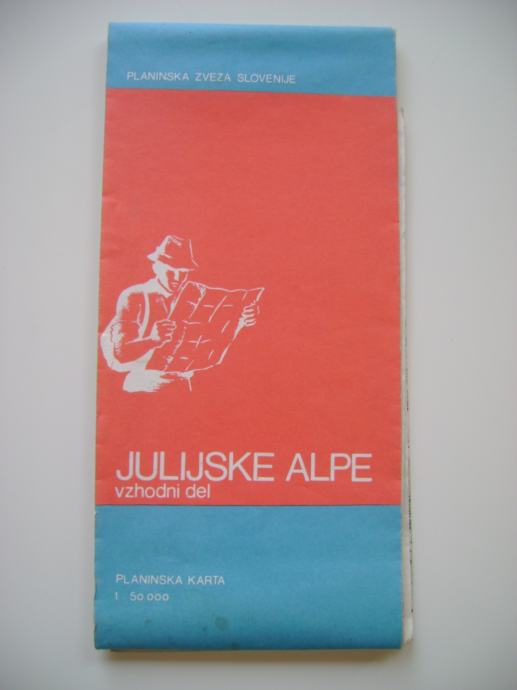 PLANINSKA ZVEZA SLOVENIJE
JULIJSKE ALPE
vzhodni del
PLANINSKA KARTA
1 50 000